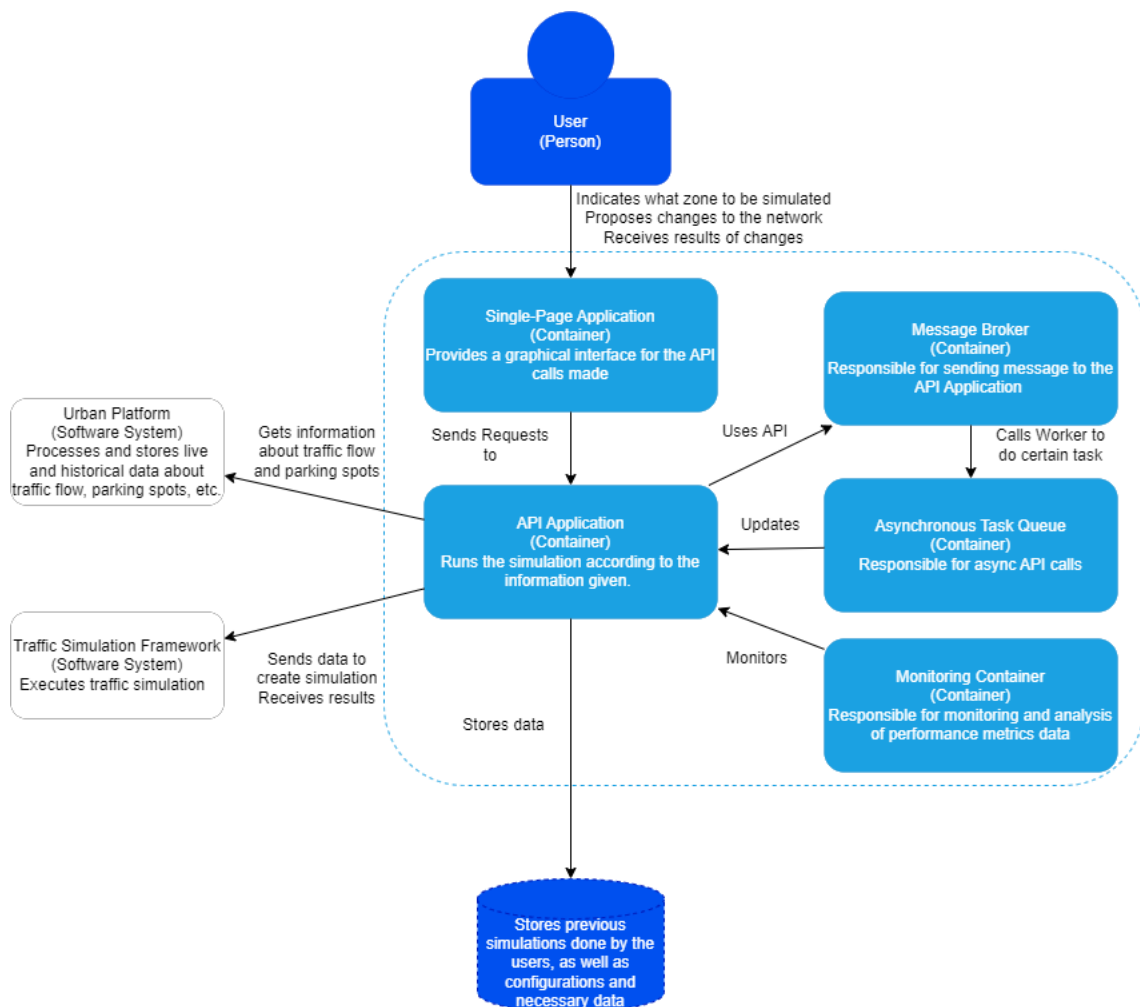 User
(Person)
Indicates what zone to be simulated
Proposes changes to the network
Receives results of changes
Single-Page Application
(Container)
Provides a graphical interface for the API
calls made
Message Broker
(Container)
Responsible for sending message to the
API Application
Urban Platform
(Software System)
Processes and stores live
and historical data about
traffic flow, parking spots, etc.
Gets information
about traffic flow
and parking spots
Sends Requests
to
Uses API
Calls Worker to
do certain task
API Application
(Container)
Runs the simulation according to the
information given.
Updates
Asynchronous Task Queue
(Container)
Responsible for async API calls
Traffic Simulation Framework
(Software System)
Executes traffic simulation
Sends data to
create simulation
Receives results
Monitors
Monitoring Container
(Container)
Responsible for monitoring and analysis
of performance metrics data
Stores data
Stores previous
simulations done by the
users, as well as
configurations and
necessary data